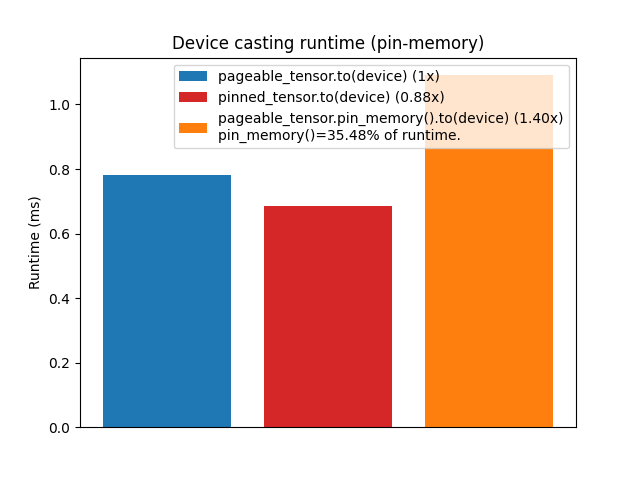 Device casting runtime (pin-memory)
pageable_tensor.to(device) (1x)
pinned_tensor.to(device) (0.88x)
pageable_tensor.pin_memory().to(device) (1.40x)
pin_memory()=35.48% of runtime.
Runtime (ms)
1.0
0.8
0.6
0.4
0.2
0.0